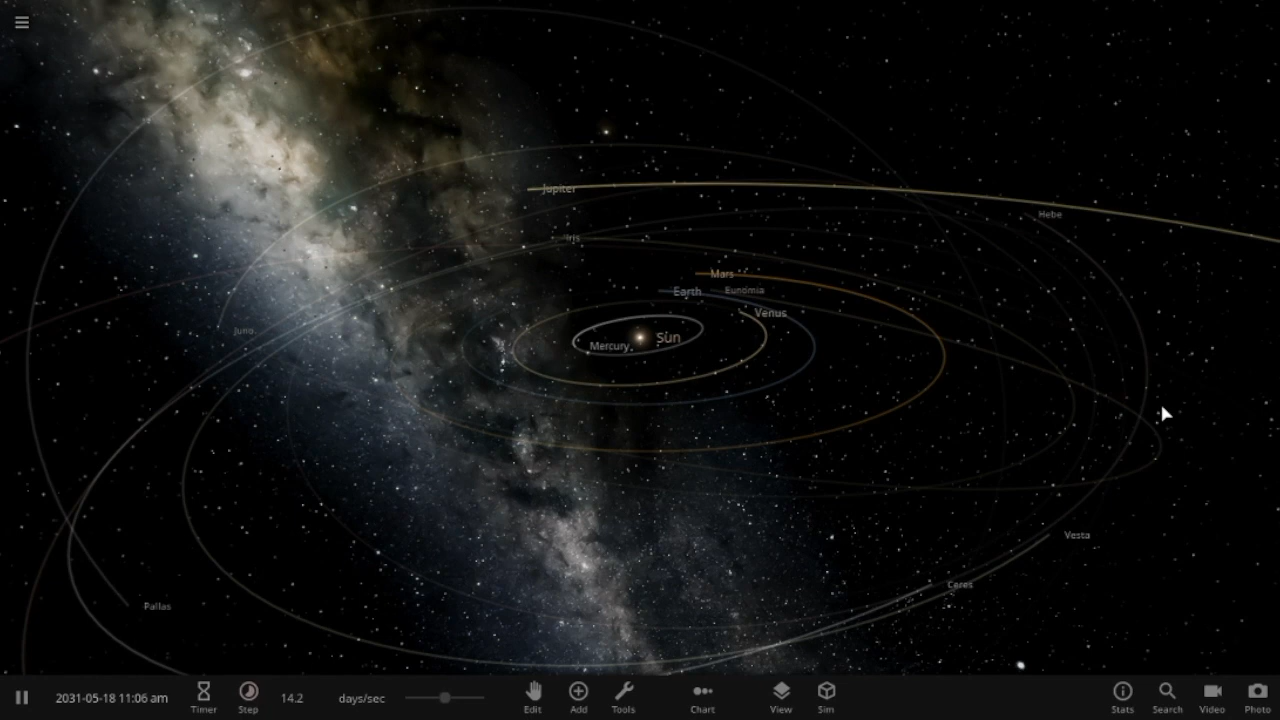 Jupiter
Hebe
Iris
Mars
Earth
Eunomia
Venus
Juno
Sun
Mercury
Vesta
Ceres
Pallas
2031-05-18 11:06 am
Timer
Step
14.2
days/sec
Edit
Add
Tools
Chart
View
Sim
Stats
Search
Video
Photo